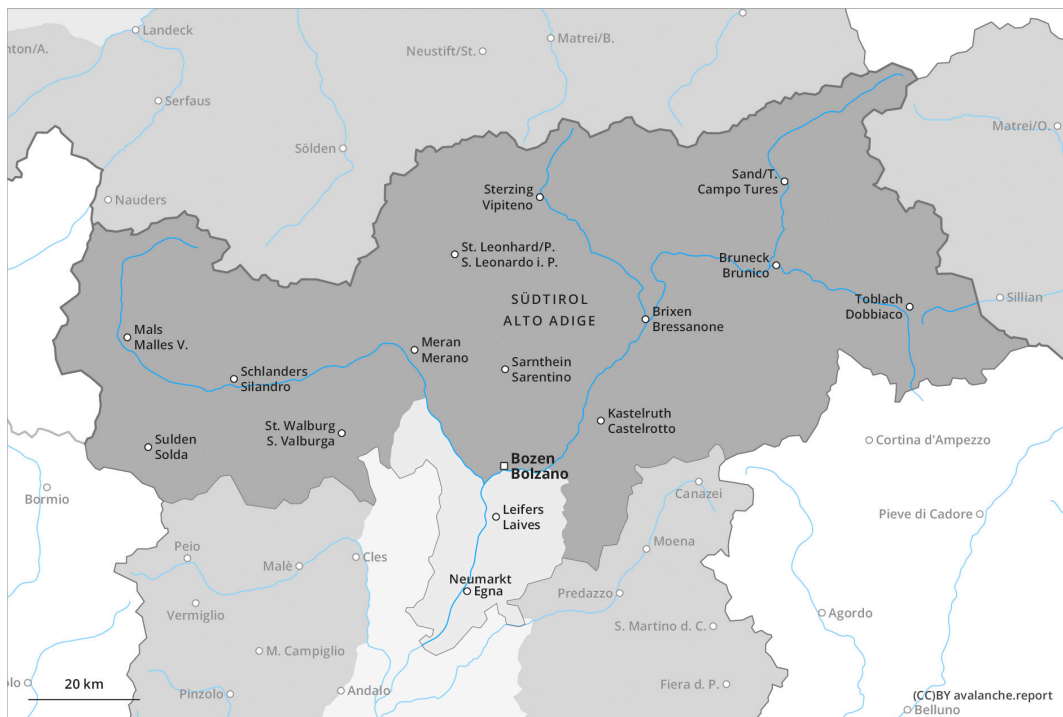 Landeck
nton/A.
Neustift/St.
Matrei/B.
Serfaus
Matrei/O.
Sölden
Nauders
Sterzing
Vipiteno
Sand/T.
Campo Tures
St. Leonhard/P.
S. Leonardo i. P.
Bruneck
Brunico
SÜDTIROL
ALTO ADIGE
Toblach
Dobbiaco
Sillian
Brixen
Bressanone
Mals
Malles V.
Meran
Merano
Sarnthein
Sarentino
Schlanders
Silandro
Kastelruth
Castelrotto
St. Walburg
S. Valburga
Sulden
Solda
Cortina d'Ampezzo
Bozen
Bolzano
Bormio
Canazei
Leifers
Laives
Pieve di Cadore
Peio
Malè
Cles
Moena
Neumarkt
Egna
Predazzo
Vermiglio
Agordo
S. Martino d. C.
M. Campiglio
olo
20 km
Pinzolo
Andalo
Fiera d. P.
(CC)BY avalanche.report
Belluno